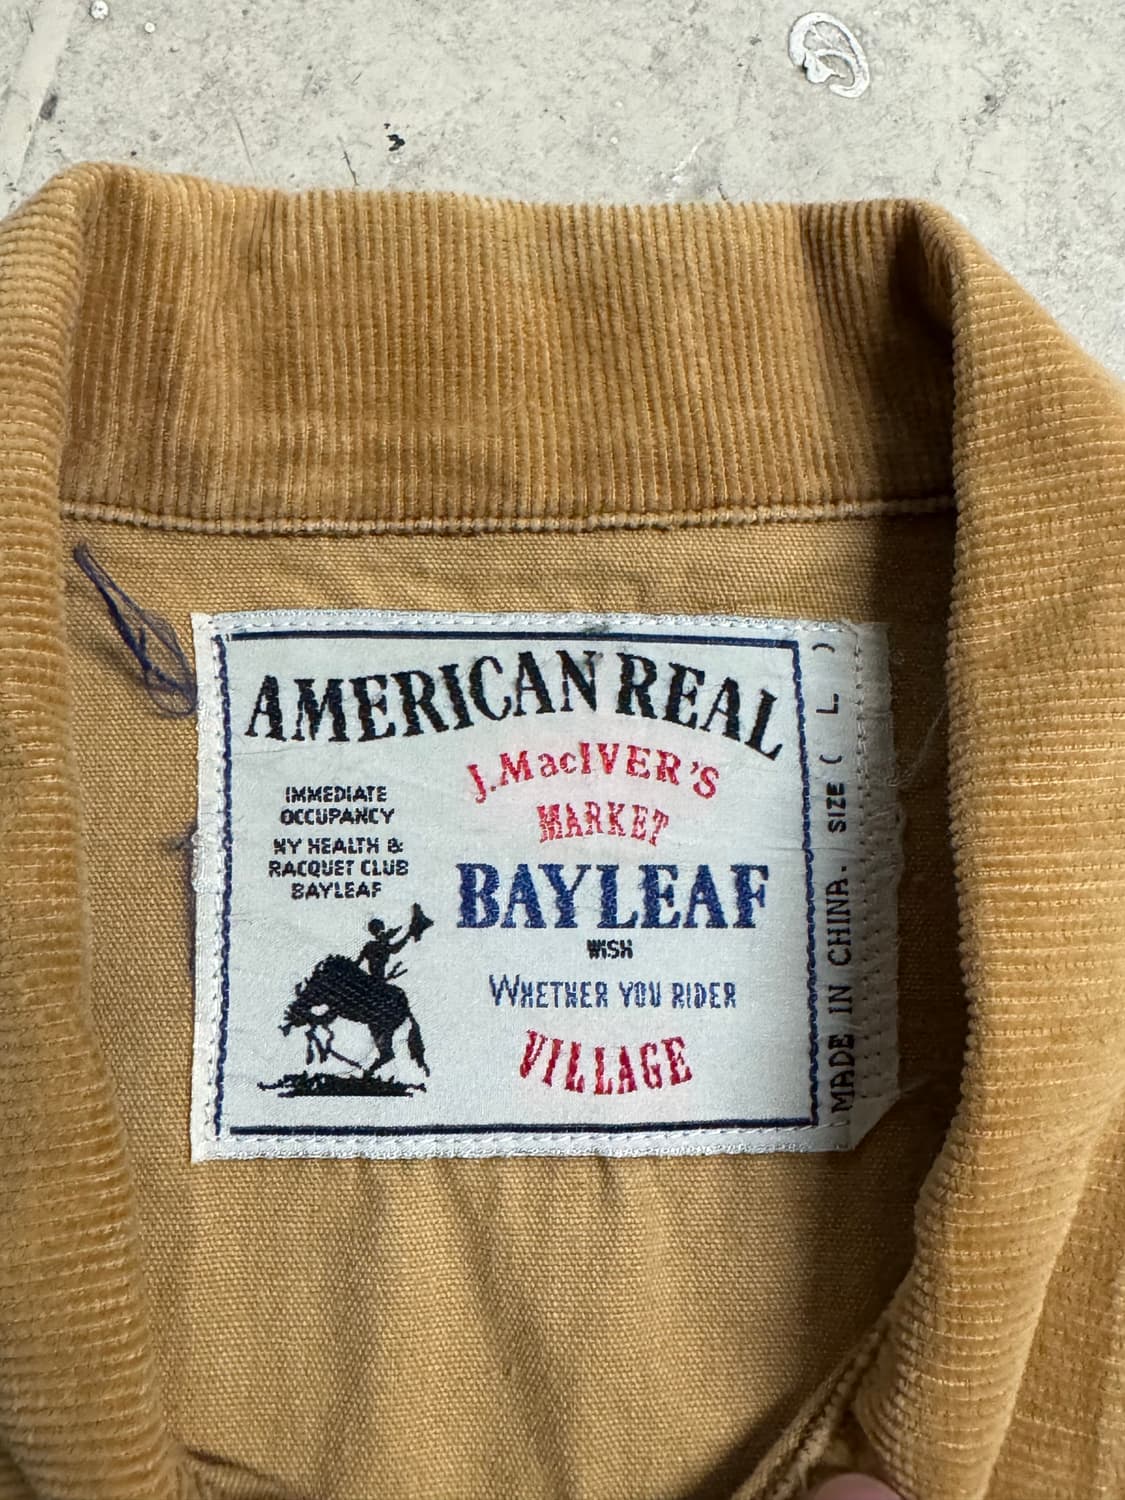 AMERICAN REAL
J.MacIVER'S
MARKET
IMMEDIATE
OCCUPANCY
NY HEALTH &
RACQUET CLUB
BAYLEAF
BAYLEAF
WISH
WHETHER YOU RIDER
VILLAGE
MADE IN CHINA. SIZE ( L )